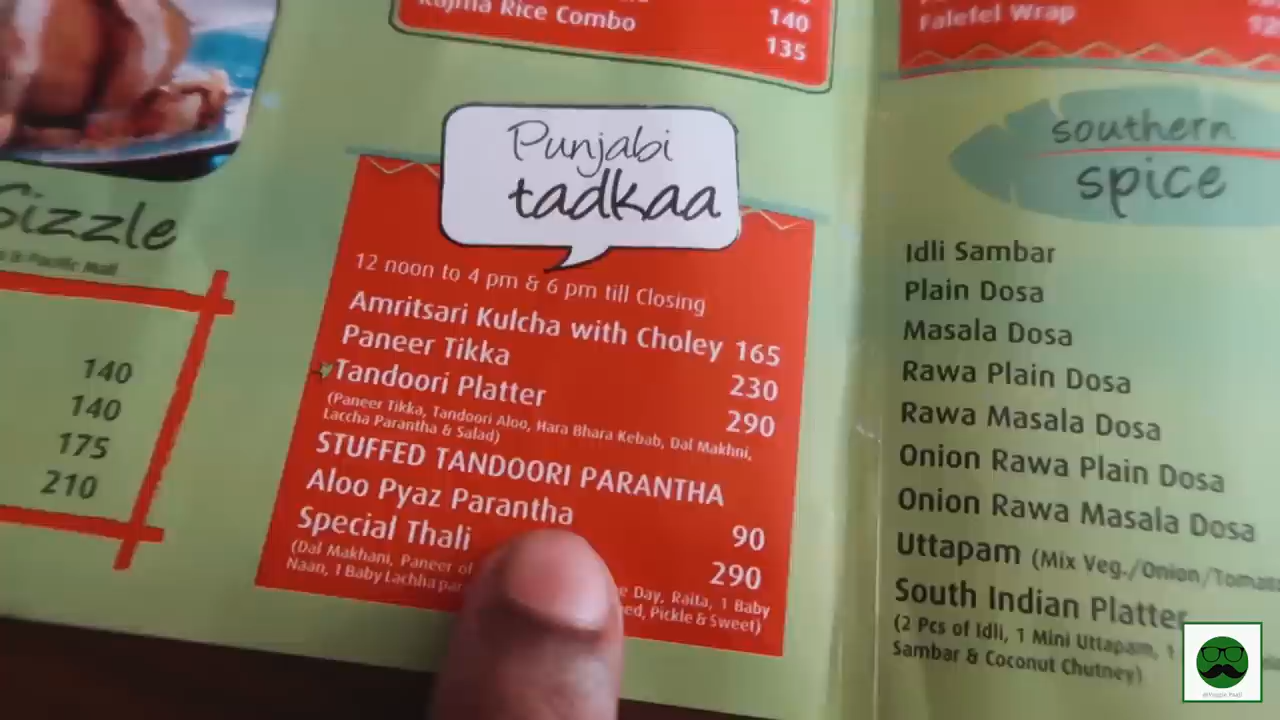 Rajma Rice Combo
140
135
Falefel Wrap
12
Sizzle
140
140
175
210
Punjabi
tadkaa
12 noon to 4 pm & 6 pm till Closing
Amritsari Kulcha with Choley 165
Paneer Tikka 230
Tandoori Platter 290
(Paneer Tikka, Tandoori Aloo, Hara Bhara Kebab, Dal Makhni,
Laccha Parantha & Salad)
STUFFED TANDOORI PARANTHA
Aloo Pyaz Parantha 90
Special Thali 290
(Dal Makhani, Paneer of Day, Raita, 1 Baby
Naan, 1 Baby Lachha Pickle & Sweet)
southern
spice
Idli Sambar
Plain Dosa
Masala Dosa
Rawa Plain Dosa
Rawa Masala Dosa
Onion Rawa Plain Dosa
Onion Rawa Masala Dosa
Uttapam (Mix Veg./Onion/Tomato
South Indian Platter
(2 Pcs of Idli, 1 Mini Uttapam, 1
Sambar & Coconut Chutney)